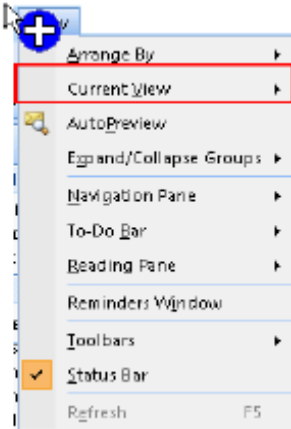 Arrange By
Current View
AutoPreview
Expand/Collapse Groups
Navigation Pane
To-Do Bar
Reading Pane
Reminders Window
Toolbars
Status Bar
Refresh F5